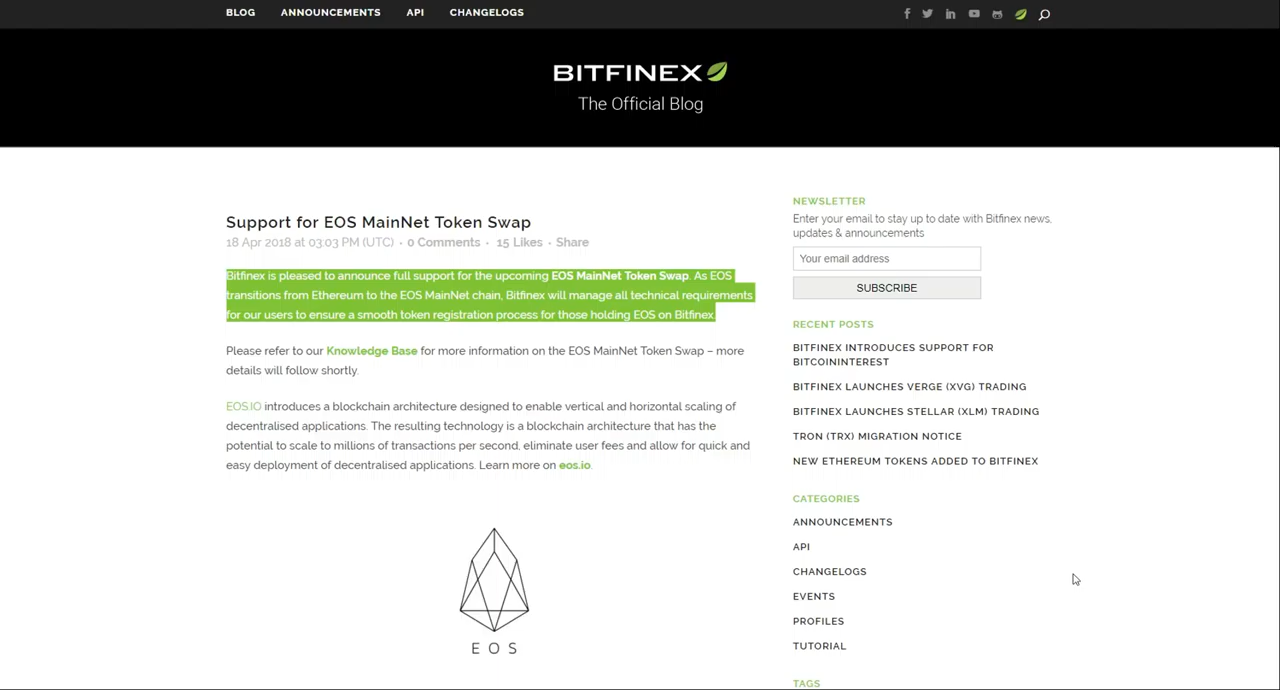 BLOG ANNOUNCEMENTS API CHANGELOGS
BITFINEX
The Official Blog
Support for EOS MainNet Token Swap
18 Apr 2018 at 03:03 PM (UTC) · 0 Comments · 15 Likes · Share
Bitfinex is pleased to announce full support for the upcoming EOS MainNet Token Swap. As EOS
transitions from Ethereum to the EOS MainNet chain, Bitfinex will manage all technical requirements
for our users to ensure a smooth token registration process for those holding EOS on Bitfinex.
Please refer to our Knowledge Base for more information on the EOS MainNet Token Swap – more
details will follow shortly.
EOS.IO introduces a blockchain architecture designed to enable vertical and horizontal scaling of
decentralised applications. The resulting technology is a blockchain architecture that has the
potential to scale to millions of transactions per second, eliminate user fees and allow for quick and
easy deployment of decentralised applications. Learn more on eos.io.
EOS
NEWSLETTER
Enter your email to stay up to date with Bitfinex news,
updates & announcements
Your email address
SUBSCRIBE
RECENT POSTS
BITFINEX INTRODUCES SUPPORT FOR
BITCOININTEREST
BITFINEX LAUNCHES VERGE (XVG) TRADING
BITFINEX LAUNCHES STELLAR (XLM) TRADING
TRON (TRX) MIGRATION NOTICE
NEW ETHEREUM TOKENS ADDED TO BITFINEX
CATEGORIES
ANNOUNCEMENTS
API
CHANGELOGS
EVENTS
PROFILES
TUTORIAL
TAGS